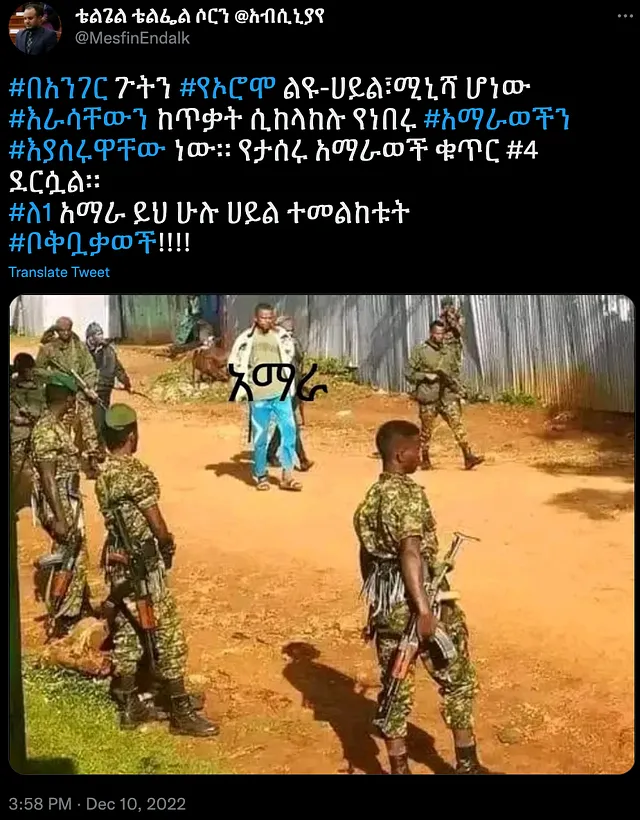 ቴልጌል ቴልፌል ሶርን @አብሲኒያየ
@MesfinEndalk
#በአንገር ጉትን #የኦሮሞ ልዩ-ሀይል፣ሚኒሻ ሆነው
#እራሳቸውን ከጥቃት ሲከላከሉ የነበሩ #አማራወችን
#እያሰሩዋቸው ነው። የታሰሩ አማራወች ቁጥር #4
ደርሷል።
#ለ1 አማራ ይህ ሁሉ ሀይል ተመልከቱት
#ቦቅቧቃወች!!!!
Translate Tweet
አማራ
3:58 PM · Dec 10, 2022